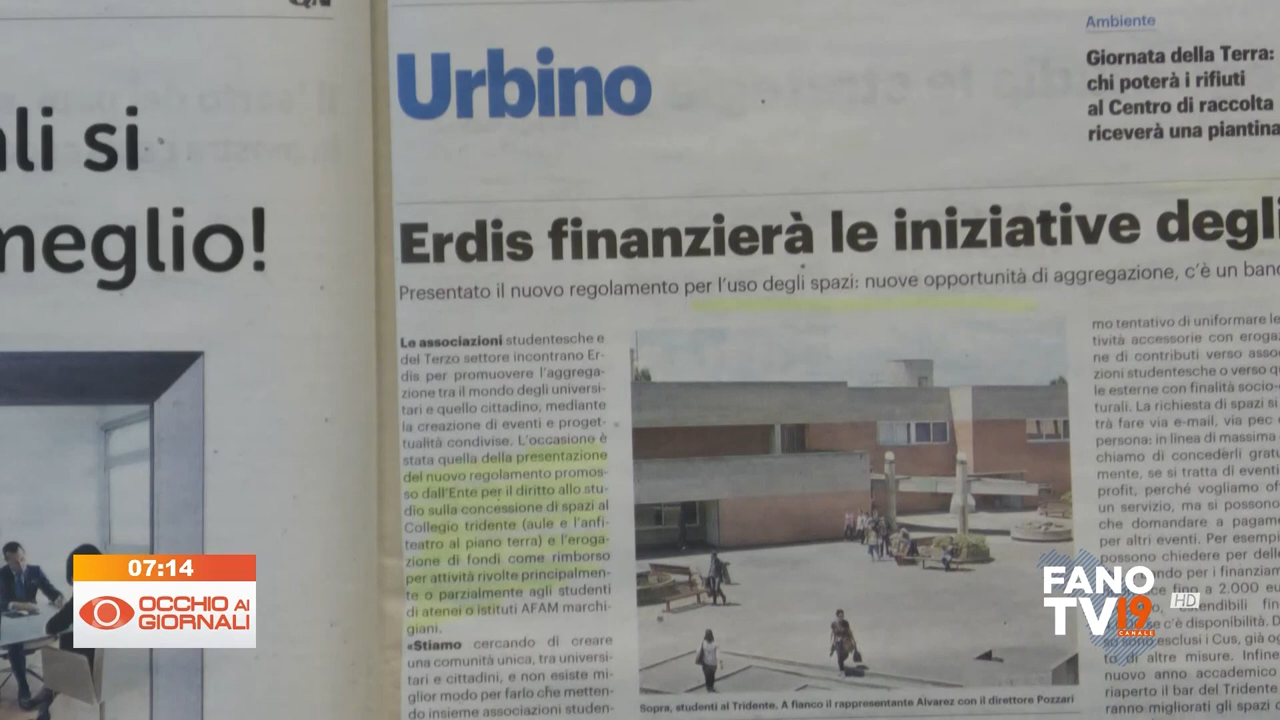 QN
li si
meglio!
Urbino
Ambiente
Giornata della Terra:
chi poterà i rifiuti
al Centro di raccolta
riceverà una piantina
Erdis finanzierà le iniziative degli
Presentato il nuovo regolamento per l'uso degli spazi: nuove opportunità di aggregazione, c'è un
Le associazioni studentesche e
del Terzo settore incontrano Er-
dis per promuovere l'aggrega-
zione tra il mondo degli universi-
tari e quello cittadino, mediante
la creazione di eventi e proget-
tualità condivise. L'occasione è
stata quella della presentazione
del nuovo regolamento promos-
so dall'Ente per il diritto allo stu-
dio sulla concessione di spazi al
Collegio tridente (aule e l'anfi-
teatro al piano terra) e l'eroga-
zione di fondi come rimborso
per attività rivolte principalmen-
te o parzialmente agli studenti
di atenei o istituti AFAM marchi-
giani.
«Stiamo cercando di creare
una comunità unica, tra universi-
tari e cittadini, e non esiste mi-
glior modo per farlo che metten-
do insieme associazioni studen-
Sopra, studenti al Tridente. A fianco il rappresentante Alvarez con il direttore Pozzari
mo tentativo di uniformare le
tività accessorie con eroga
ne di contributi verso asso
zioni studentesche o verso
le esterne con finalità socio-
turali. La richiesta di spazi si
trà fare via e-mail, via pec
persona: in linea di massima
chiamo di concederli gratu
mente, se si tratta di eventi
profit, perché vogliamo of
un servizio, ma si possono
che domandare a pagam
per altri eventi. Per esempi
possono chiedere per delle
ndo per i finanziam
fino a 2.000 eu
endibili fin
c'è disponibilità. D
esclusi i Cus, già
to di altre misure. Infine
nuovo anno accademico
riaperto il bar del Tridente
ranno migliorati gli spazi
07:14
OCCHIO AI
GIORNALI
FANO
TV19 HD
CANALE